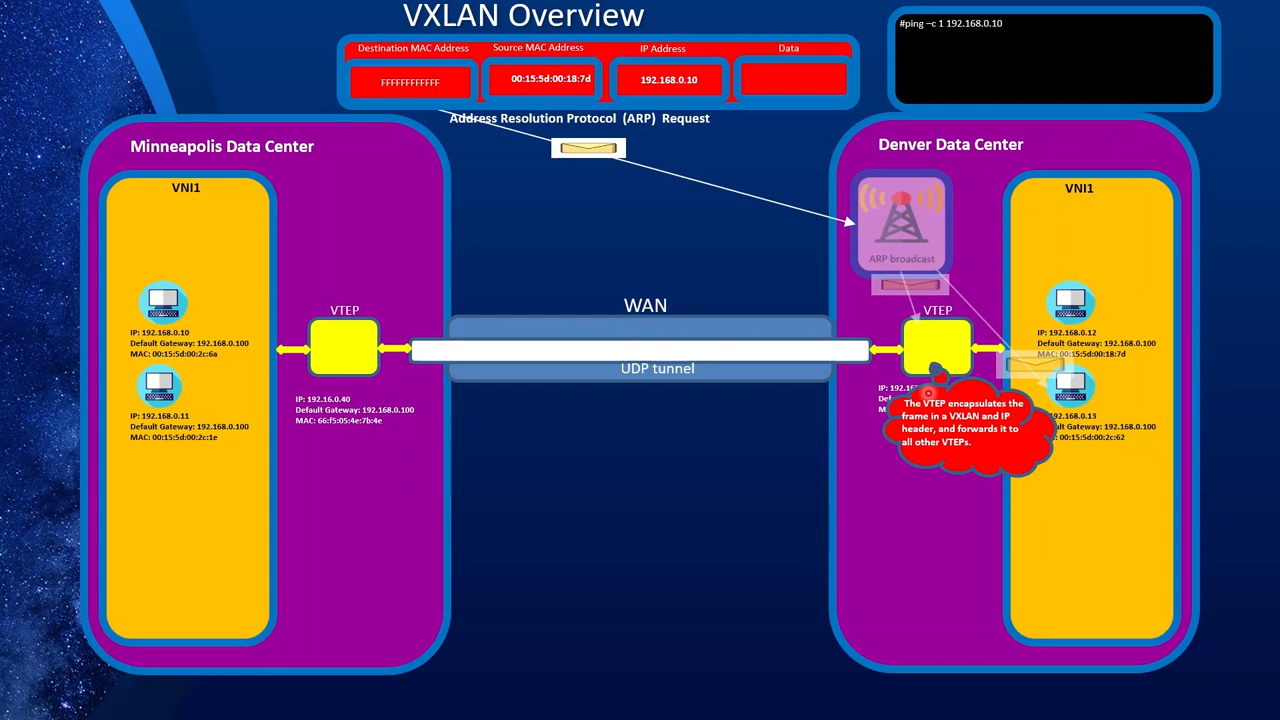 VXLAN Overview
#ping –c 1 192.168.0.10
Destination MAC Address
Source MAC Address
IP Address
Data
FFFFFFFFFFFF
00:15:5d:00:18:7d
192.168.0.10
Address Resolution Protocol (ARP) Request
Minneapolis Data Center
VNI1
IP: 192.168.0.10
Default Gateway: 192.168.0.100
MAC: 00:15:5d:00:2c:6a
IP: 192.168.0.11
Default Gateway: 192.168.0.100
MAC: 00:15:5d:00:2c:1e
VTEP
IP: 192.16.0.40
Default Gateway: 192.168.0.100
MAC: 66:f5:05:4e:7b:4e
WAN
UDP tunnel
Denver Data Center
ARP broadcast
VTEP
IP:
The VTEP encapsulates the
frame in a VXLAN and IP
header, and forwards it to
all other VTEPs.
VNI1
IP: 192.168.0.12
Default Gateway: 192.168.0.100
MAC: 00:15:5d:00:18:7d
192.168.0.13
Gateway: 192.168.0.100
00:15:5d:00:2c:62